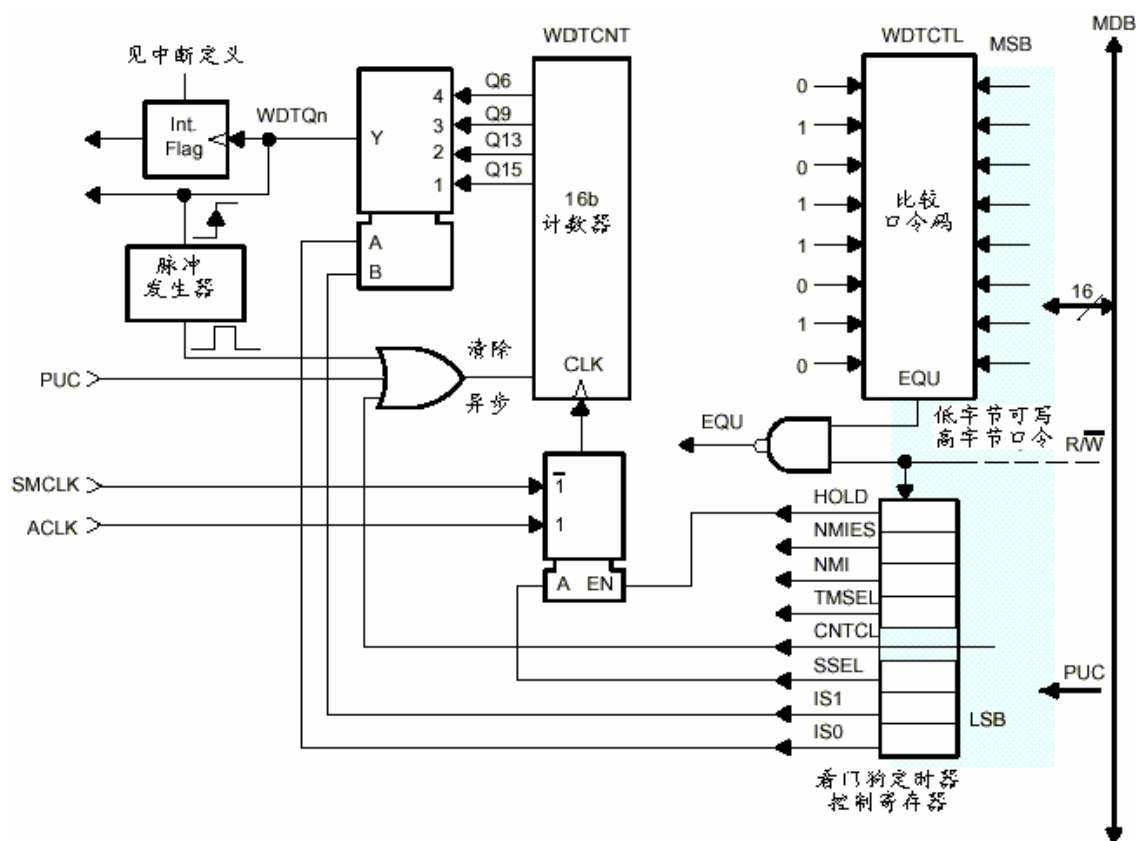 MDB
WDTCNT
WDTCTL
MSB
见中断定义
Int.
Flag
WDTQn
Y
4
3
2
1
Q6
Q9
Q13
Q15
A
B
16b
计数器
CLK
脉冲
发生器
清除
异步
PUC
SMCLK
ACLK
1
1
A EN
0
1
0
1
1
0
1
0
比较
口令码
EQU
16
低字节可写
高字节口令
EQU
R/W
HOLD
NMIES
NMI
TMSEL
CNTCL
SSEL
IS1
IS0
PUC
LSB
看门狗定时器
控制寄存器